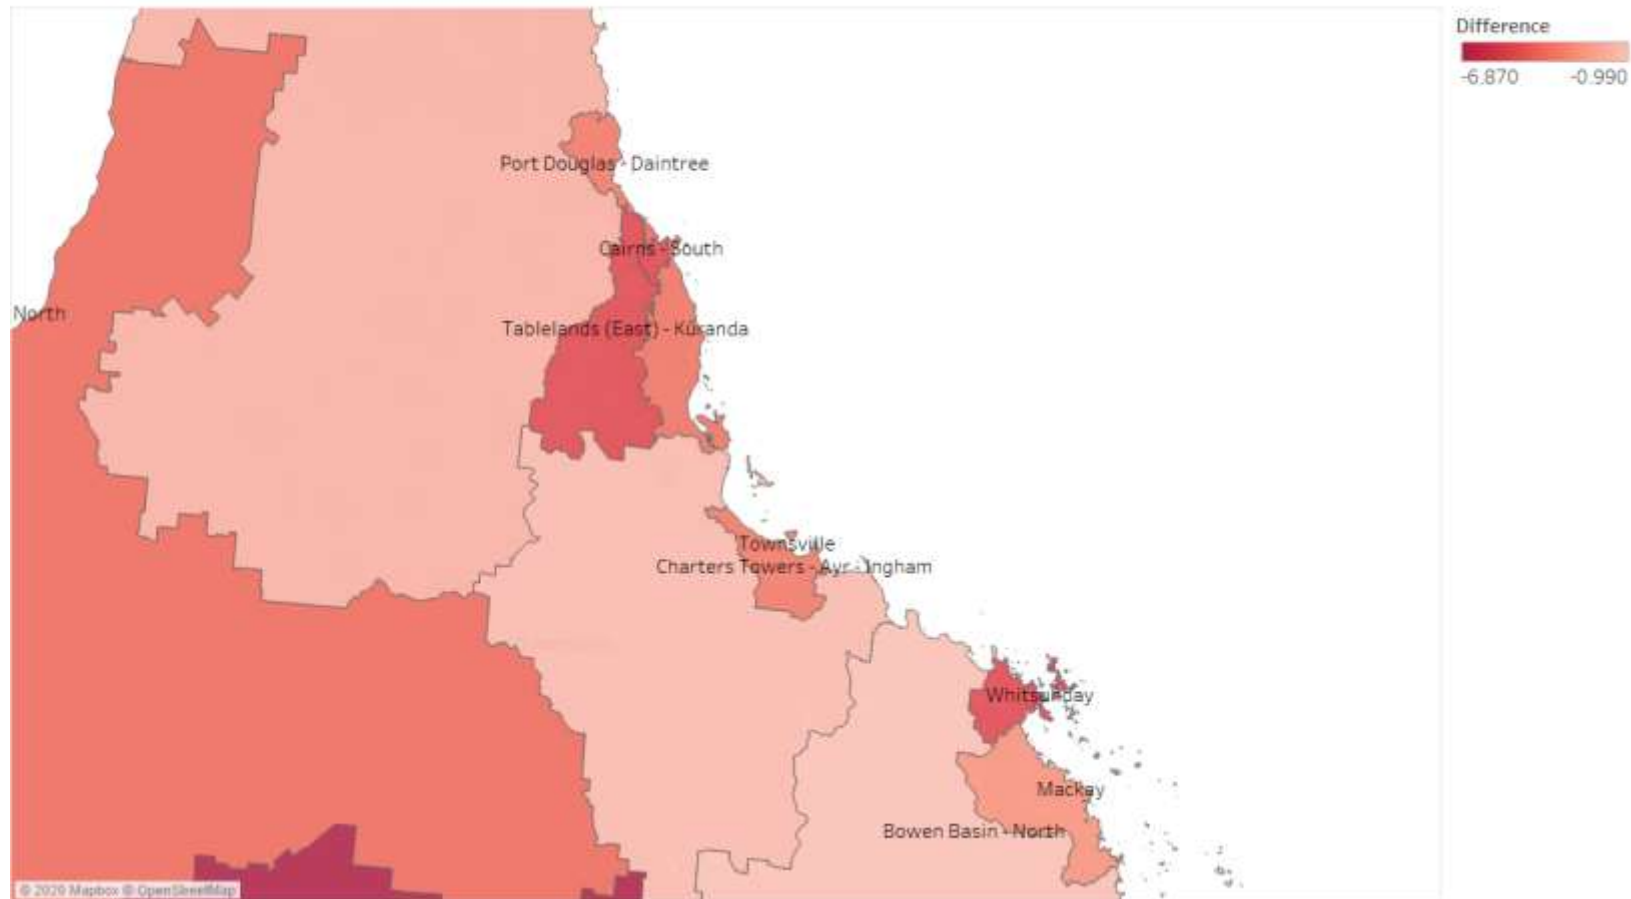 Difference
-6.870 -0.990
Port Douglas - Daintree
Cairns - South
North
Tablelands (East) - Kuranda
Townsville
Charters Towers - Ayr - Ingham
Whitsunday
Mackay
Bowen Basin - North
© 2020 Mapbox © OpenStreetMap